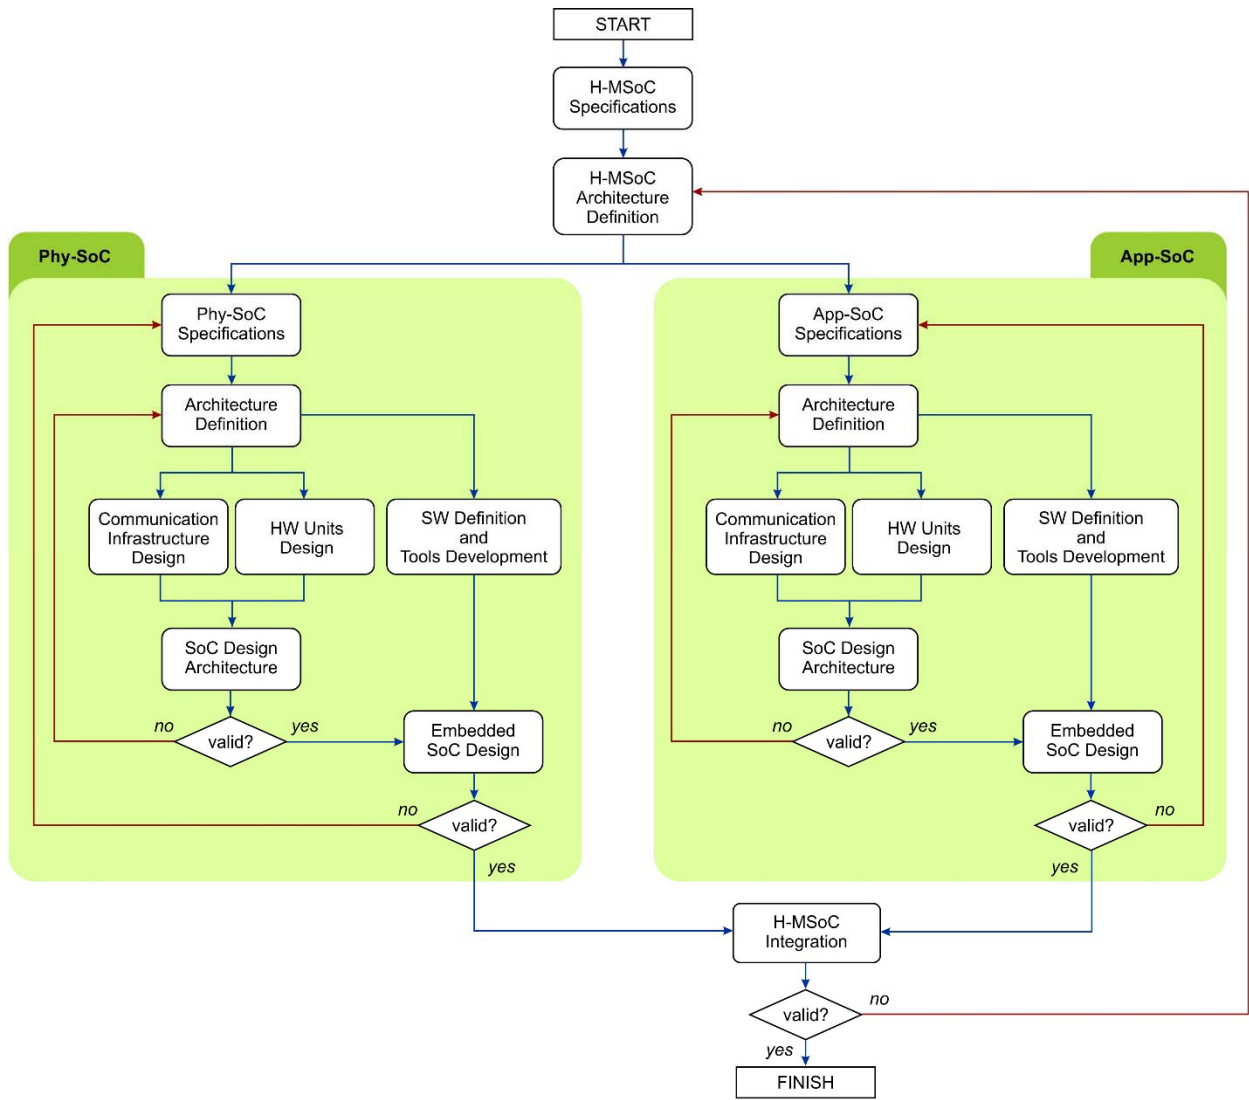 START
H-MSoC
Specifications
H-MSoC
Architecture
Definition
Phy-SoC
Phy-SoC
Specifications
Architecture
Definition
Communication
Infrastructure
Design
HW Units
Design
SW Definition
and
Tools Development
SoC Design
Architecture
no
valid?
yes
Embedded
SoC Design
no
valid?
yes
App-SoC
App-SoC
Specifications
Architecture
Definition
Communication
Infrastructure
Design
HW Units
Design
SW Definition
and
Tools Development
SoC Design
Architecture
no
valid?
yes
Embedded
SoC Design
valid?
no
yes
H-MSoC
Integration
valid?
no
yes
FINISH